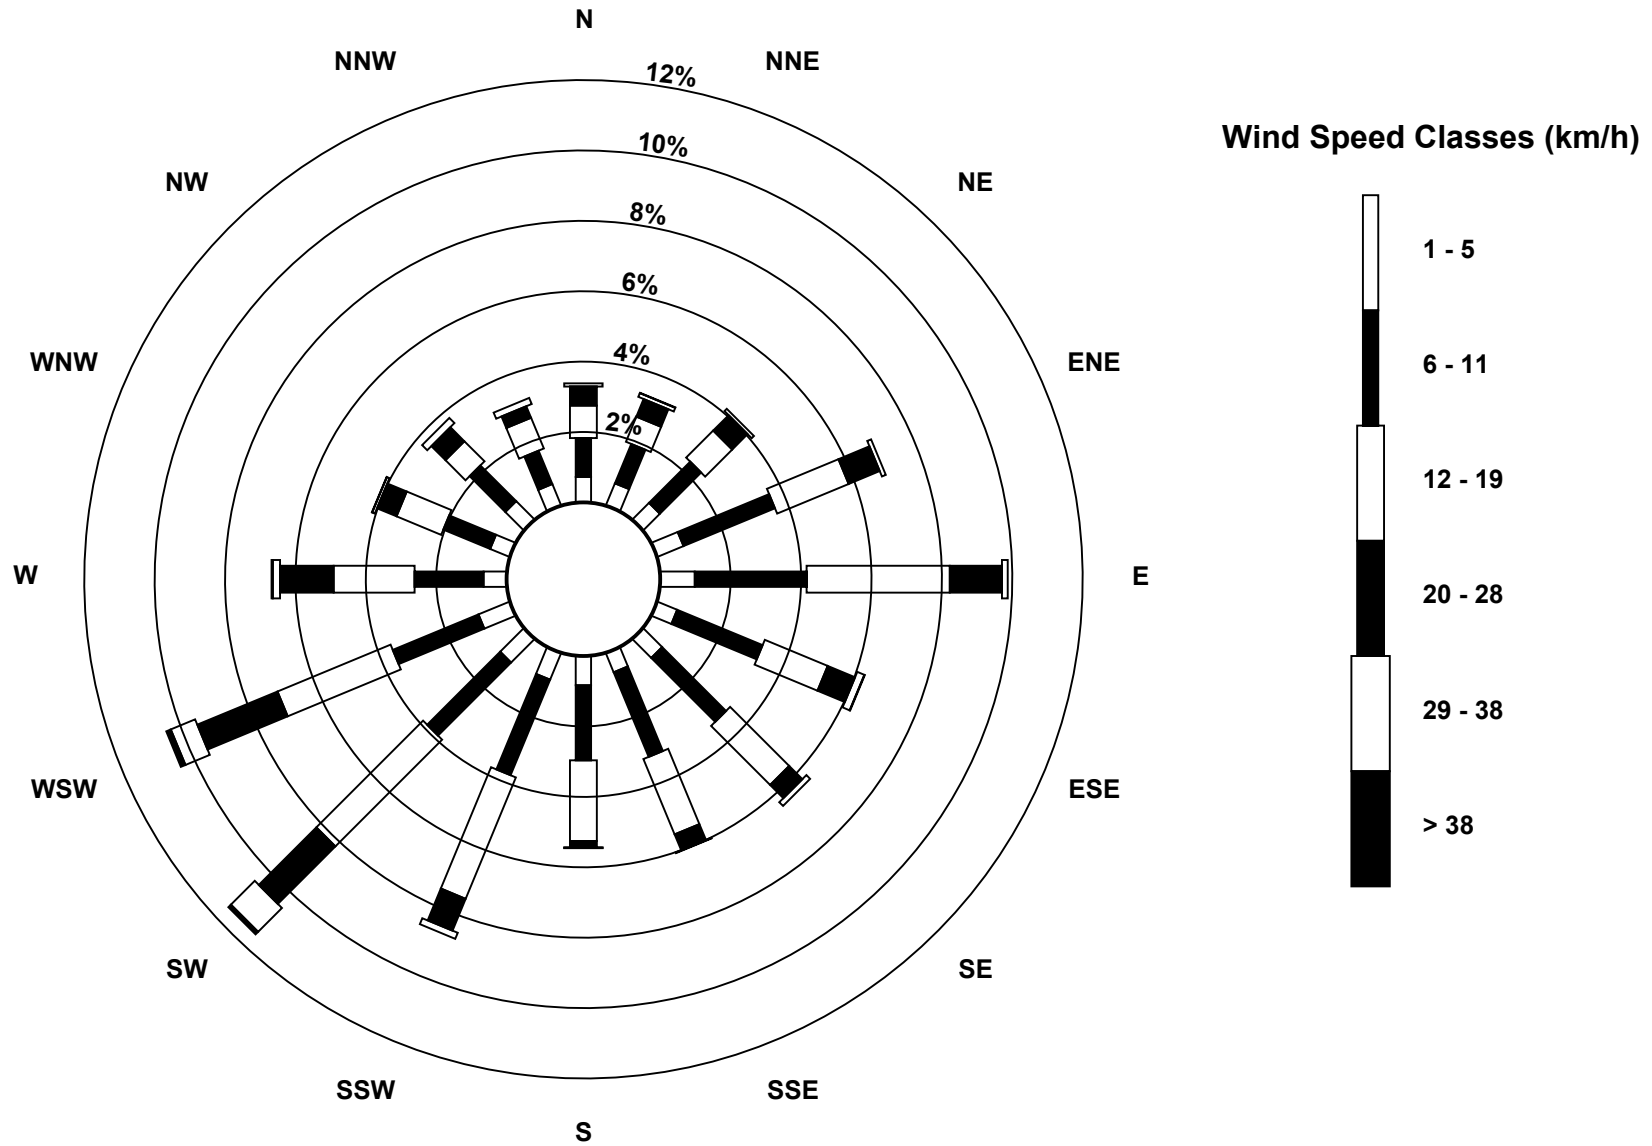 N
NNW
NNE
12%
Wind Speed Classes (km/h)
10%
NW
NE
8%
1 - 5
6%
4%
WNW
ENE
6 - 11
2%
12 - 19
W
E
20 - 28
29 - 38
WSW
ESE
> 38
SW
SE
SSW
SSE
S